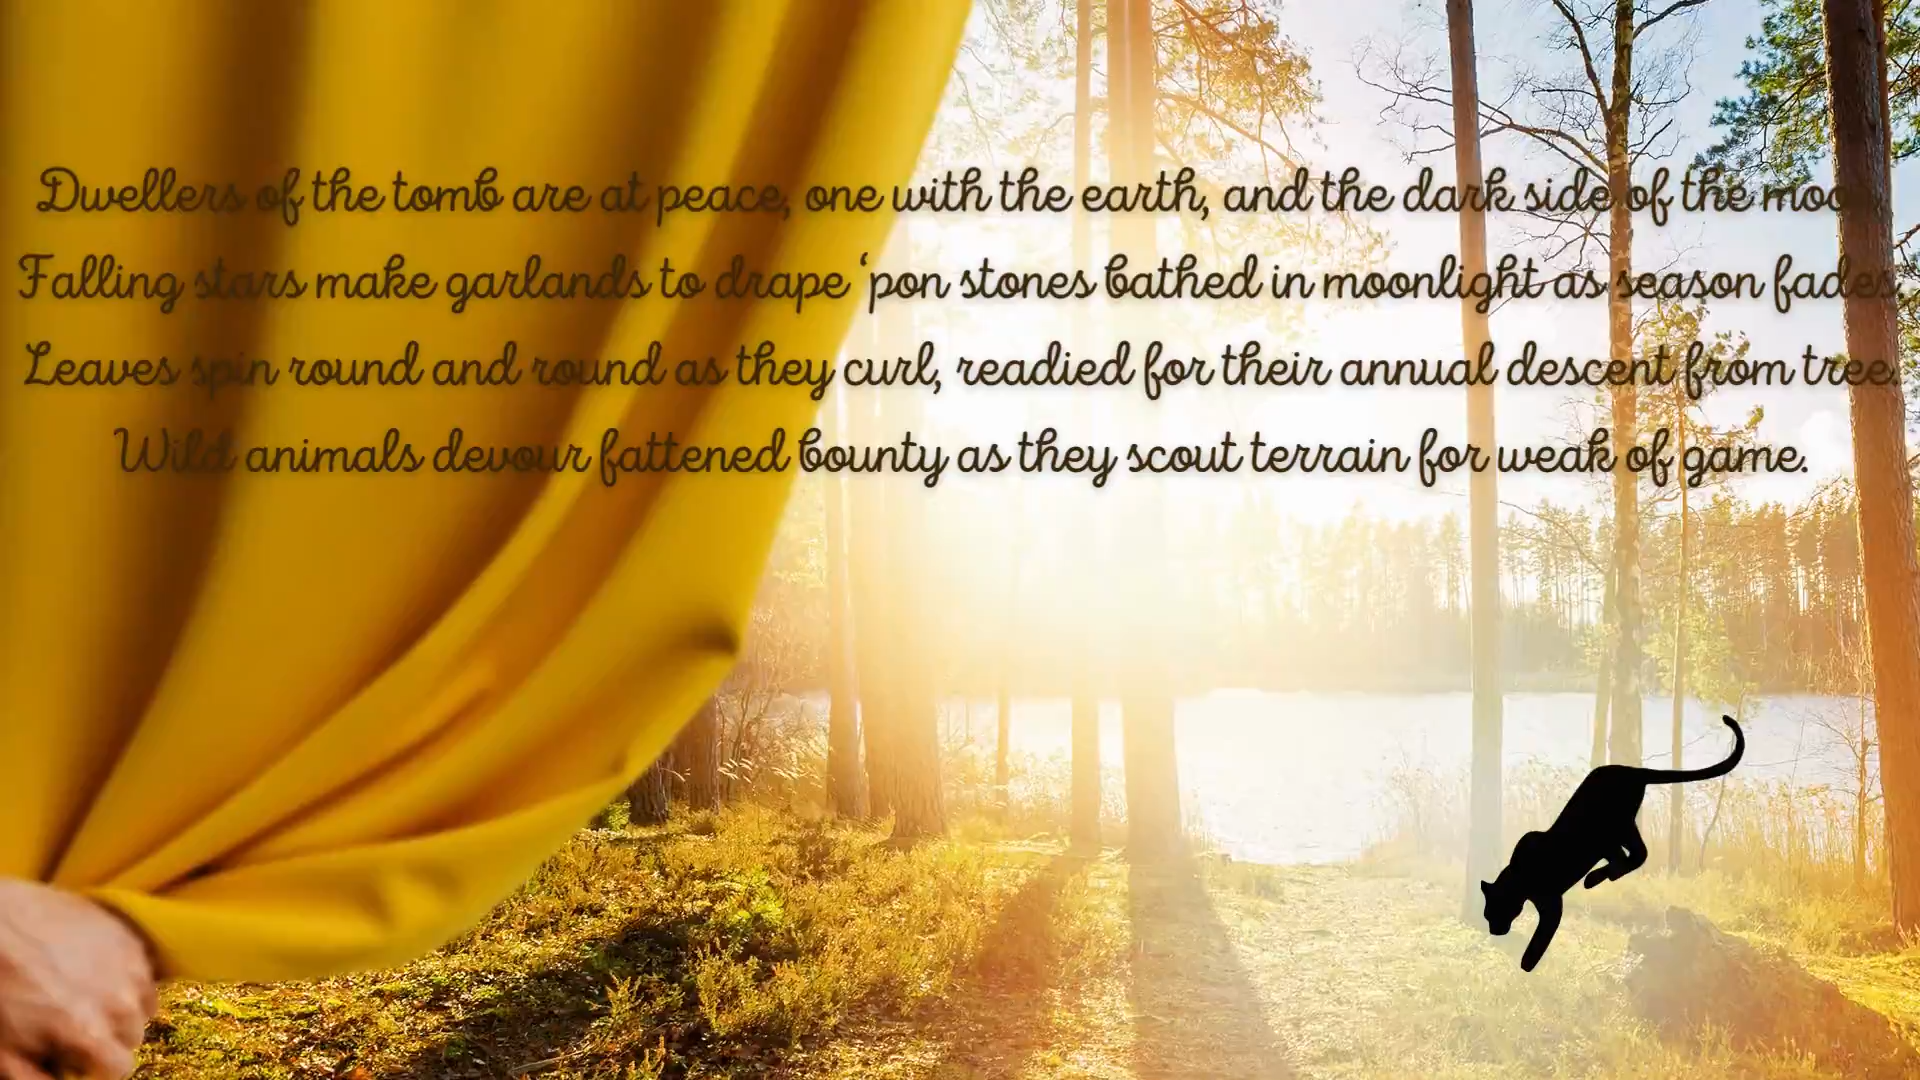 Dwellers of the tomb are at peace, one with the earth, and the dark side of the moon
Falling stars make garlands to drape ‘pon stones bathed in moonlight as season fades.
Leaves spin round and round as they curl, readied for their annual descent from tree.
Wild animals devour fattened bounty as they scout terrain for weak of game.